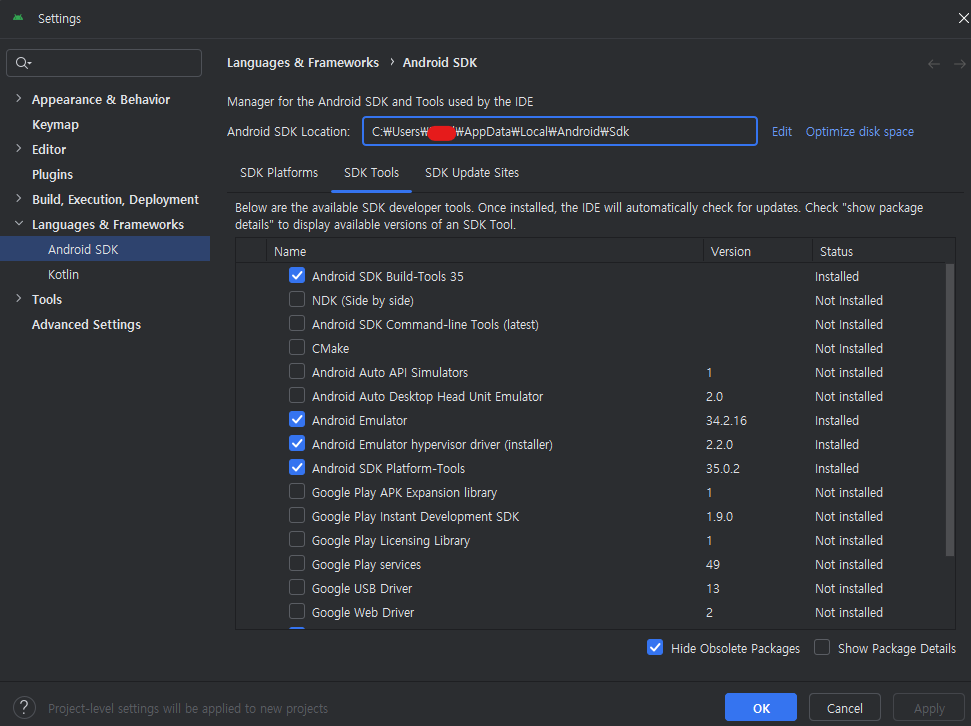 Settings
Languages & Frameworks › Android SDK
Appearance & Behavior
Keymap
Editor
Plugins
Build, Execution, Deployment
Languages & Frameworks
Android SDK
Kotlin
Tools
Advanced Settings
Manager for the Android SDK and Tools used by the IDE
Android SDK Location: C:₩Users₩ ₩AppData₩Local₩Android₩Sdk Edit Optimize disk space
SDK Platforms SDK Tools SDK Update Sites
Below are the available SDK developer tools. Once installed, the IDE will automatically check for updates. Check "show package
details" to display available versions of an SDK Tool.
Name Version Status
Android SDK Build-Tools 35 Installed
NDK (Side by side) Not Installed
Android SDK Command-line Tools (latest) Not Installed
CMake Not Installed
Android Auto API Simulators 1 Not installed
Android Auto Desktop Head Unit Emulator 2.0 Not installed
Android Emulator 34.2.16 Installed
Android Emulator hypervisor driver (installer) 2.2.0 Installed
Android SDK Platform-Tools 35.0.2 Installed
Google Play APK Expansion library 1 Not installed
Google Play Instant Development SDK 1.9.0 Not installed
Google Play Licensing Library 1 Not installed
Google Play services 49 Not installed
Google USB Driver 13 Not installed
Google Web Driver 2 Not installed
Hide Obsolete Packages Show Package Details
? Project-level settings will be applied to new projects
OK Cancel Apply